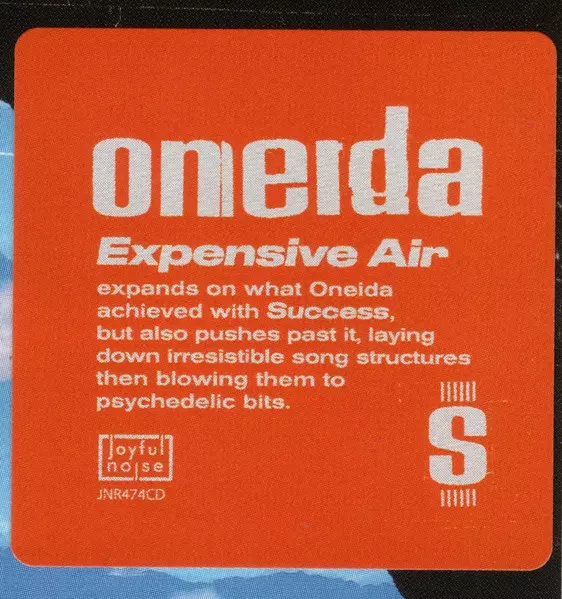 oneida
Expensive Air
expands on what Oneida
achieved with Success,
but also pushes past it, laying
down irresistible song structures
then blowing them to
psychedelic bits.
S
joyful
noise
JNR474CD